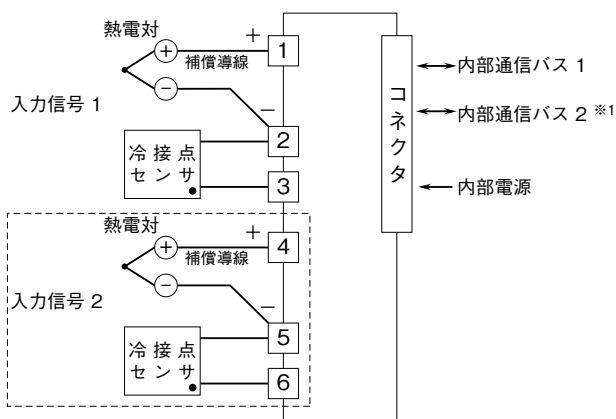 熱電対
+
補償導線
+
1
−
入力信号 1
−
2
冷接点
センサ
3
熱電対
+
補償導線
+
4
−
入力信号 2
−
5
冷接点
センサ
6
コネクタ
内部通信バス 1
内部通信バス 2 ※1
内部電源